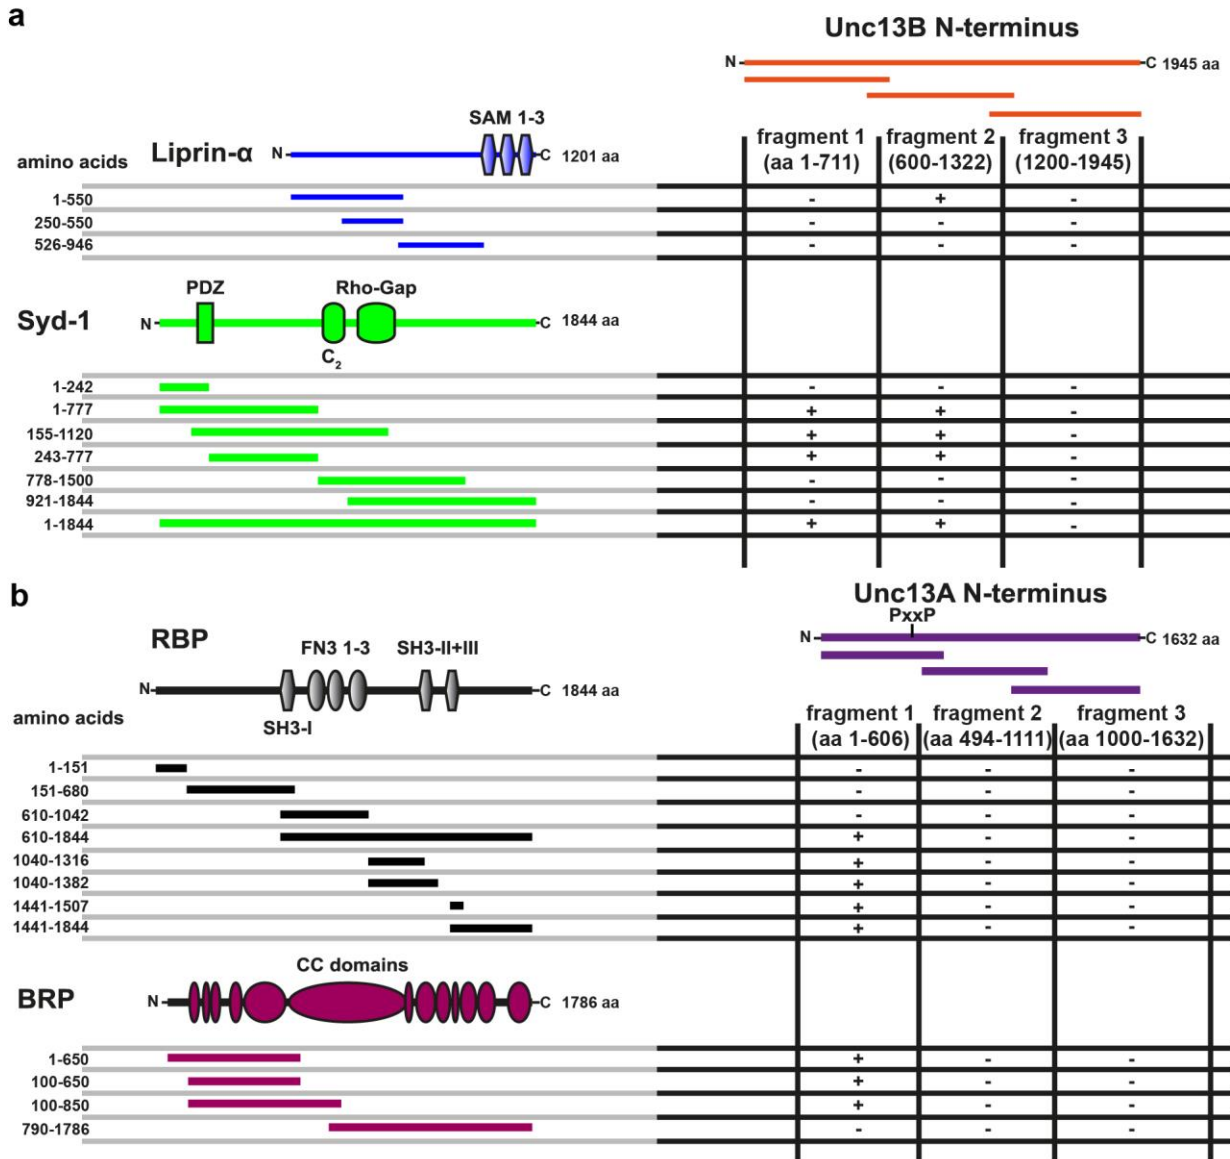 a
Unc13B N-terminus
N
C 1945 aa
SAM 1-3
amino acids
Liprin-α
N
C
1201 aa
fragment 1
(aa 1-711)
fragment 2
(600-1322)
fragment 3
(1200-1945)
1-550 - + -
250-550 - - -
526-946 - - -
PDZ
Rho-Gap
Syd-1
N
C
1844 aa
C2
1-242 - - -
1-777 + + -
155-1120 + + -
243-777 + + -
778-1500 - - -
921-1844 - - -
1-1844 + + -
b
Unc13A N-terminus
PxxP
N
C 1632 aa
RBP
FN3 1-3
SH3-II+III
N
C 1844 aa
SH3-I
amino acids
fragment 1
(aa 1-606)
fragment 2
(aa 494-1111)
fragment 3
(aa 1000-1632)
1-151 - - -
151-680 - - -
610-1042 - - -
610-1844 + - -
1040-1316 + - -
1040-1382 + - -
1441-1507 + - -
1441-1844 + - -
CC domains
BRP
N
C 1786 aa
1-650 + - -
100-650 + - -
100-850 + - -
790-1786 - - -